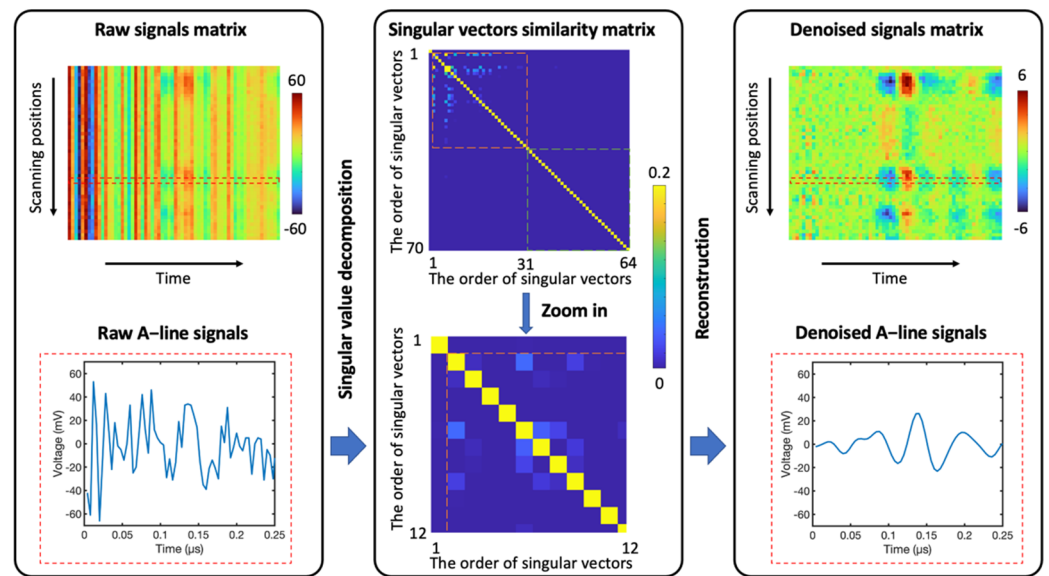 Raw signals matrix
Scanning positions
60
-60
Time
Raw A–line signals
Voltage (mV)
60
40
20
0
-20
-40
-60
0
0.05
0.1
0.15
0.2
0.25
Time (µs)
Singular value decomposition
Singular vectors similarity matrix
The order of singular vectors
1
70
1
31
64
The order of singular vectors
Zoom in
0.2
0
The order of singular vectors
1
12
1
12
The order of singular vectors
Reconstruction
Denoised signals matrix
Scanning positions
6
-6
Time
Denoised A–line signals
Voltage (mV)
60
40
20
0
-20
-40
-60
0
0.05
0.1
0.15
0.2
0.25
Time (µs)